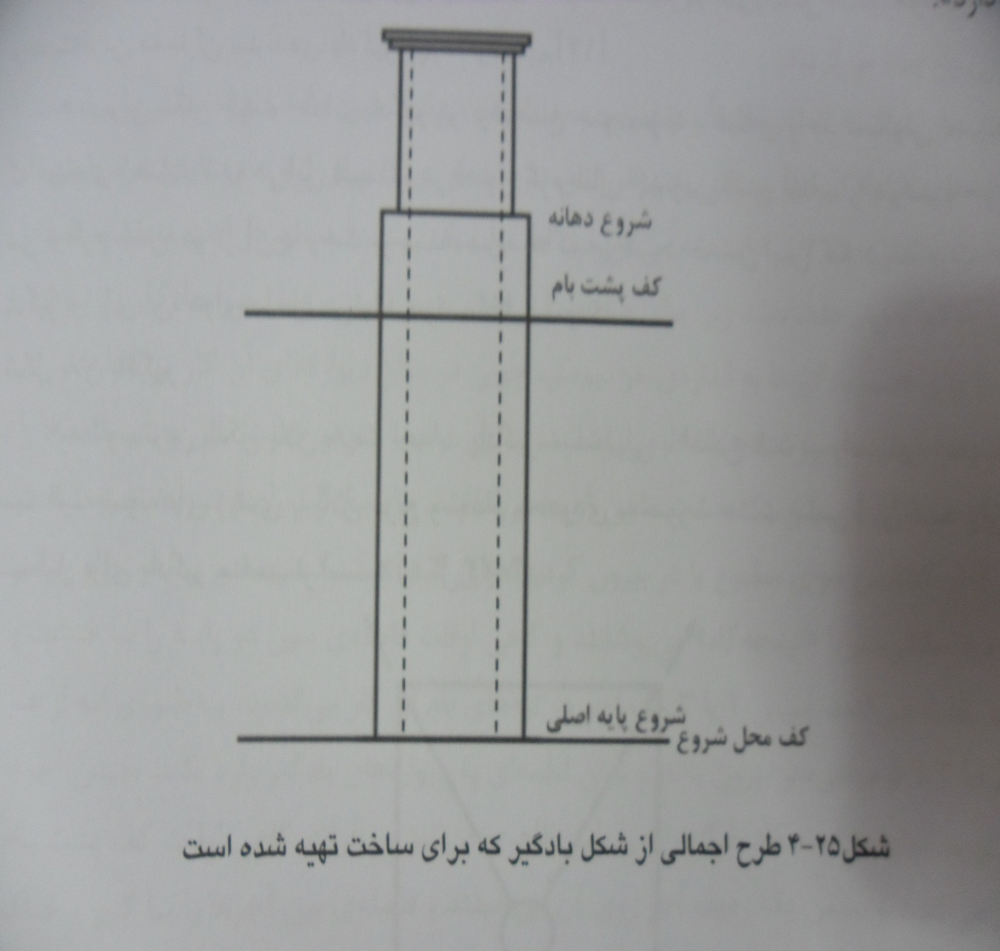 شروع دهانه
کف پشت بام
شروع پایه اصلی
کف محل شروع
شکل۲۵-۴ طرح اجمالی از شکل بادگیر که برای ساخت تهیه شده است